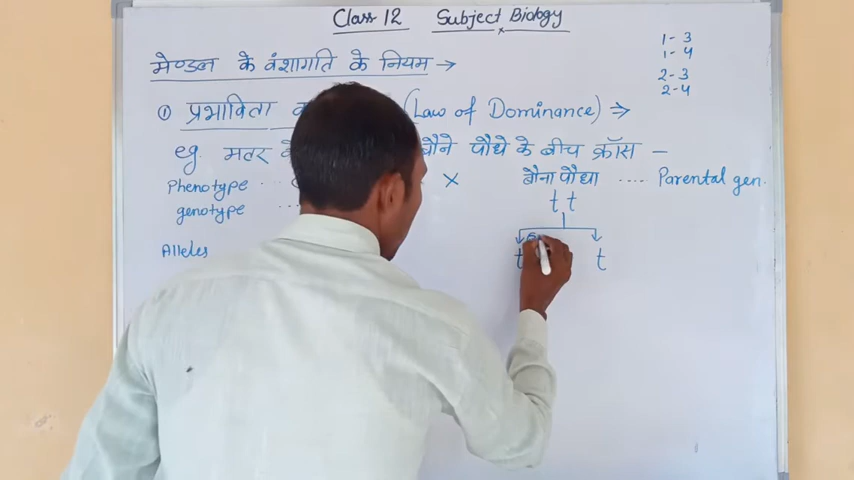 Class 12 Subject Biology
1-3
1-4
2-3
2-4
मेण्डल के वंशागति के नियम →
① प्रभाविता (Law of Dominance) ⇒
eg. मटर के बौने पौधे के बीच क्रॉस —
Phenotype .. × बौना पौधा .... Parental gen.
genotype .. t t
Alleles t t